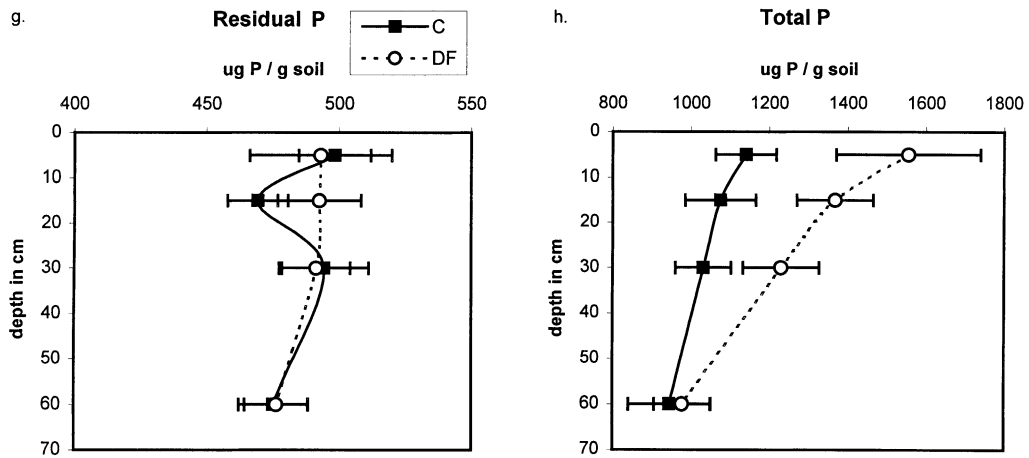 g.
Residual P
C
DF
ug P / g soil
400 450 500 550
0
10
20
30
40
50
60
70
depth in cm
h.
Total P
ug P / g soil
800 1000 1200 1400 1600 1800
0
10
20
30
40
50
60
70
depth in cm